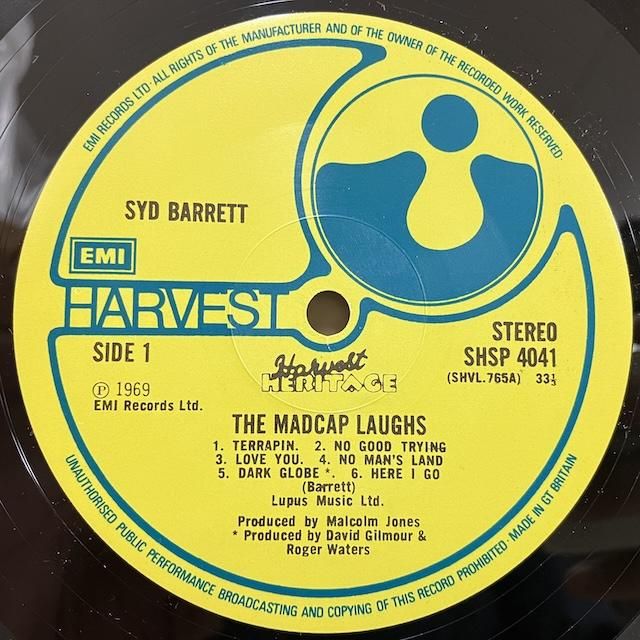 EMI RECORDS LTD·ALL RIGHTS OF THE MANUFACTURER AND OF THE OWNER OF THE RECORDED WORK RESERVED·
SYD BARRETT
EMI
HARVEST
SIDE 1
STEREO
SHSP 4041
(SHVL.765A) 33⅓
Ⓟ 1969
EMI Records Ltd.
Harvest
HERITAGE
THE MADCAP LAUGHS
1. TERRAPIN. 2. NO GOOD TRYING
3. LOVE YOU. 4. NO MAN'S LAND
5. DARK GLOBE *. 6. HERE I GO
(Barrett)
Lupus Music Ltd.
Produced by Malcolm Jones
* Produced by David Gilmour &
Roger Waters
UNAUTHORISED PUBLIC PERFORMANCE BROADCASTING AND COPYING OF THIS RECORD PROHIBITED·MADE IN GT BRITAIN